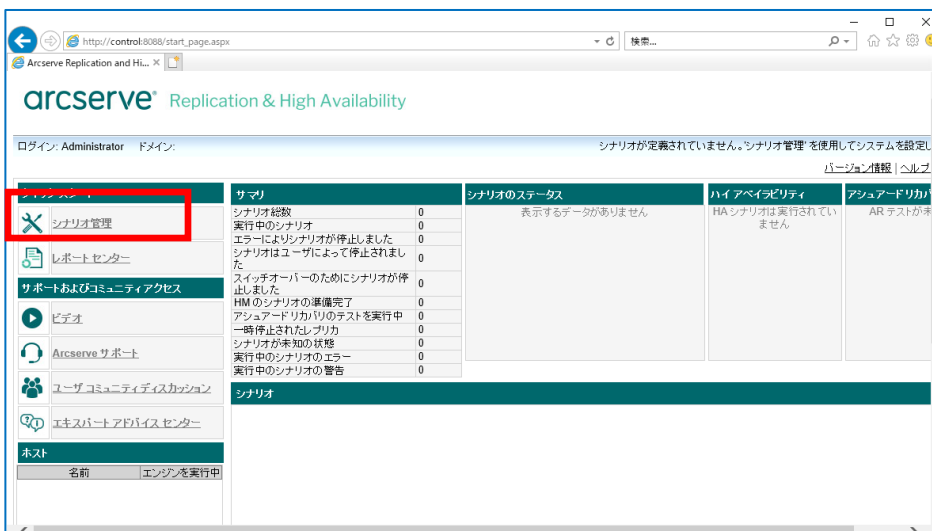 http://control:8088/start_page.aspx
検索...
Arcserve Replication and Hi...
arcserve® Replication & High Availability
ログイン: Administrator ドメイン:
シナリオが定義されていません。'シナリオ管理' を使用してシステムを設定し
バージョン情報 | ヘルプ
シナリオ管理
レポート センター
サポートおよびコミュニティ アクセス
ビデオ
Arcserve サポート
ユーザ コミュニティ ディスカッション
エキスパート アドバイス センター
ホスト
名前 エンジンを実行中
サマリ
シナリオ総数 0
実行中のシナリオ 0
エラーによりシナリオが停止しました 0
シナリオはユーザによって停止されまし
た 0
スイッチオーバーのためにシナリオが停
止しました 0
HM のシナリオの準備完了 0
アシュアード リカバリのテストを実行中 0
一時停止されたレプリカ 0
シナリオが未知の状態 0
実行中のシナリオのエラー 0
実行中のシナリオの警告 0
シナリオのステータス
表示するデータがありません
ハイ アベイラビリティ
HA シナリオは実行されてい
ません
アシュアード リカバ
AR テストが未
シナリオ